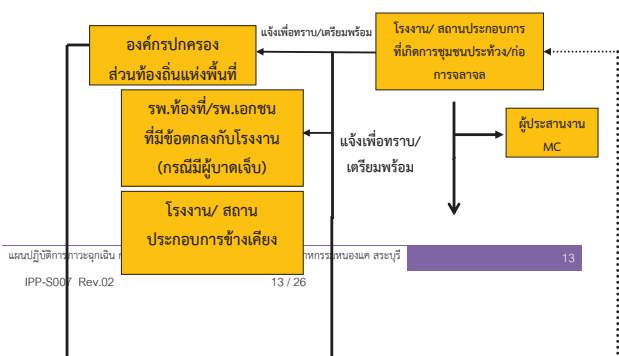 องค์กรปกครอง
ส่วนท้องถิ่นแห่งพื้นที่
แจ้งเพื่อทราบ/เตรียมพร้อม
โรงงาน/ สถานประกอบการ
ที่เกิดการชุมชนประท้วง/ก่อ
การจลาจล
รพ.ท้องที่/รพ.เอกชน
ที่มีข้อตกลงกับโรงงาน
(กรณีมีผู้บาดเจ็บ)
แจ้งเพื่อทราบ/
เตรียมพร้อม
ผู้ประสานงาน
MC
โรงงาน/ สถาน
ประกอบการข้างเคียง
แผนปฏิบัติการภาวะฉุกเฉิน หนองแค สระบุรี
13
IPP-S007 Rev.02
13 / 26